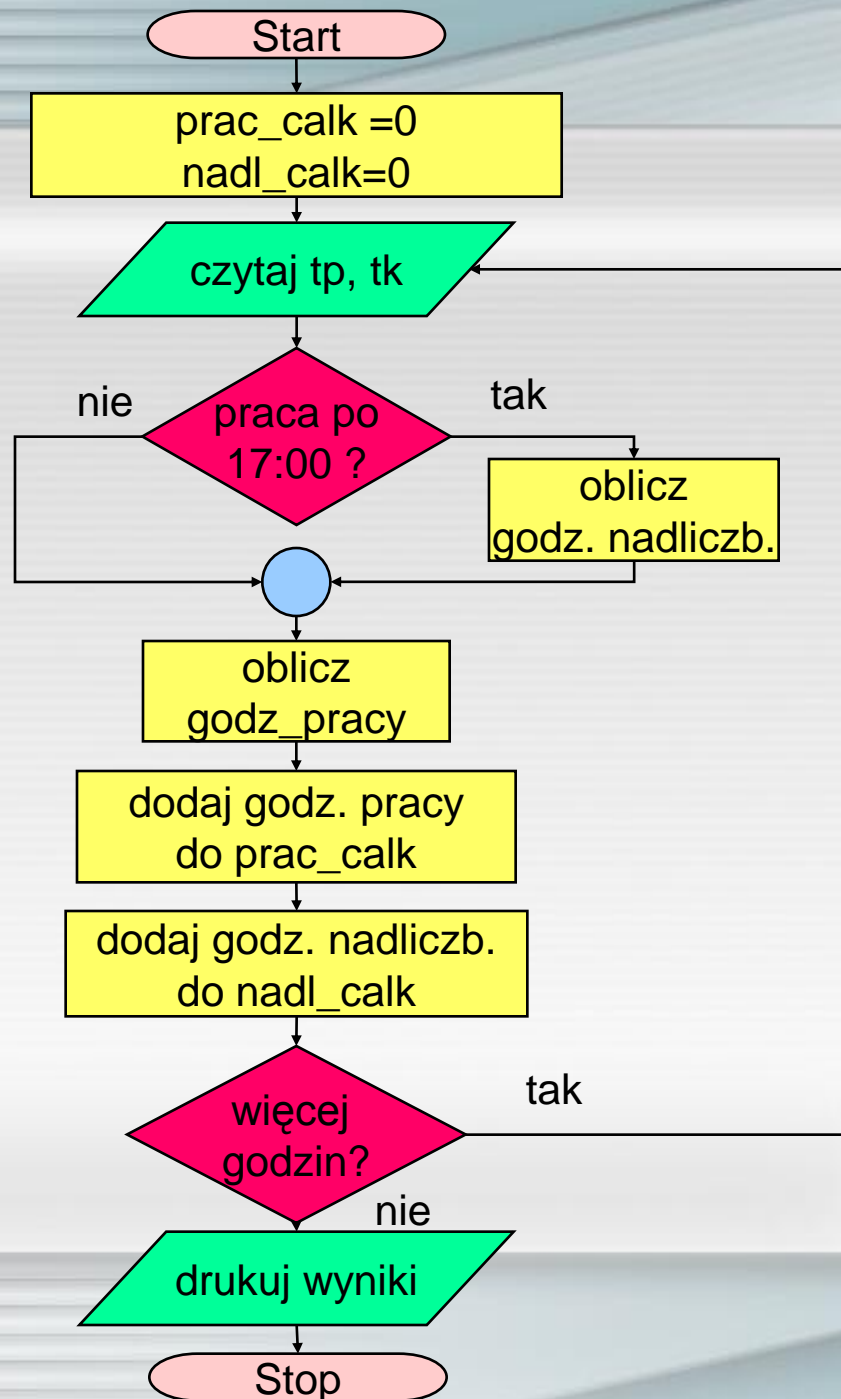 Start
prac_calk =0
nadl_calk=0
czytaj tp, tk
nie
tak
praca po
17:00 ?
oblicz
godz. nadliczb.
oblicz
godz_pracy
dodaj godz. pracy
do prac_calk
dodaj godz. nadliczb.
do nadl_calk
więcej
godzin?
tak
nie
drukuj wyniki
Stop